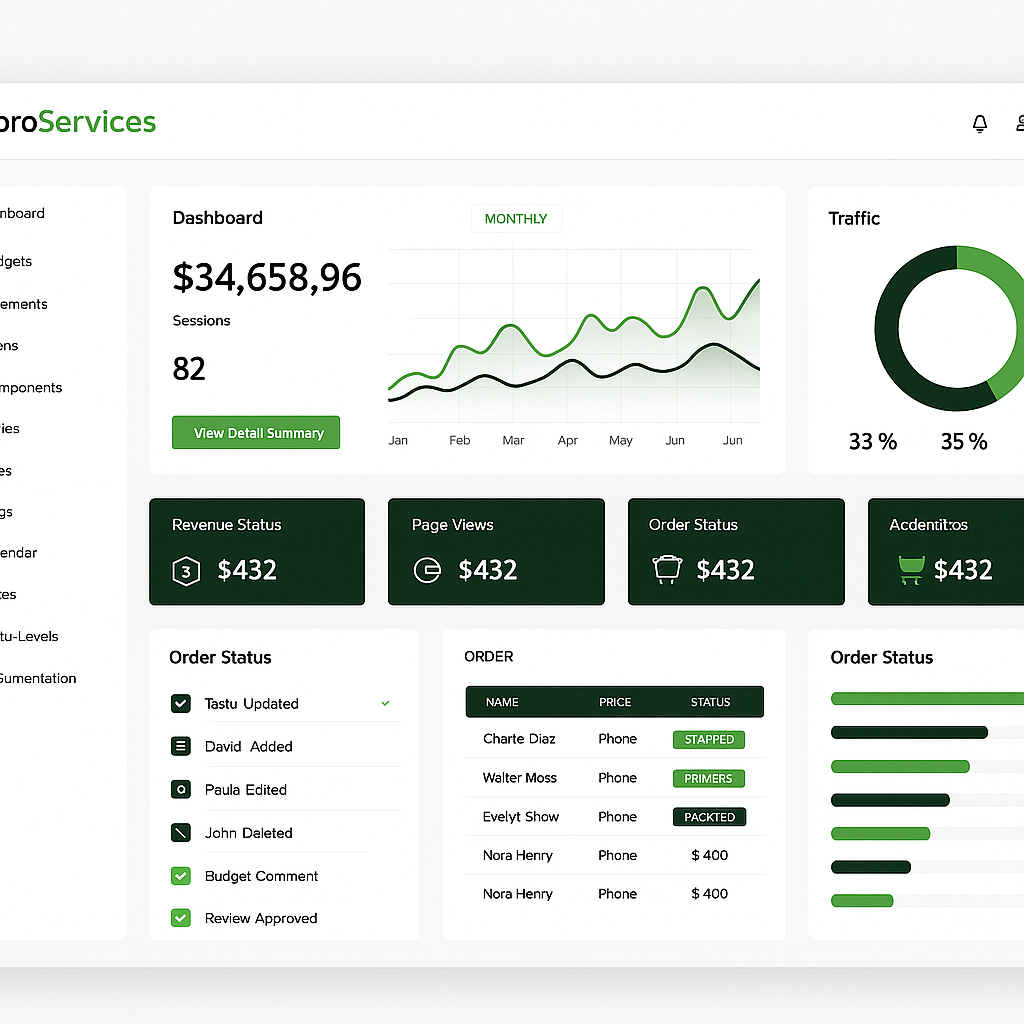 proServices
nboard
dgets
ements
ens
mponents
ies
es
gs
endar
tes
tu-Levels
Gumentation
Dashboard
MONTHLY
$34,658,96
Sessions
82
View Detail Summary
Jan Feb Mar Apr May Jun Jun
Traffic
33 % 35 %
Revenue Status
3 $432
Page Views
$432
Order Status
$432
Acdentitros
$432
Order Status
Tastu Updated
David Added
Paula Edited
John Daleted
Budget Comment
Review Approved
ORDER
NAME PRICE STATUS
Charte Diaz Phone STAPPED
Walter Moss Phone PRIMERS
Evelyt Show Phone PACKTED
Nora Henry Phone $ 400
Nora Henry Phone $ 400
Order Status